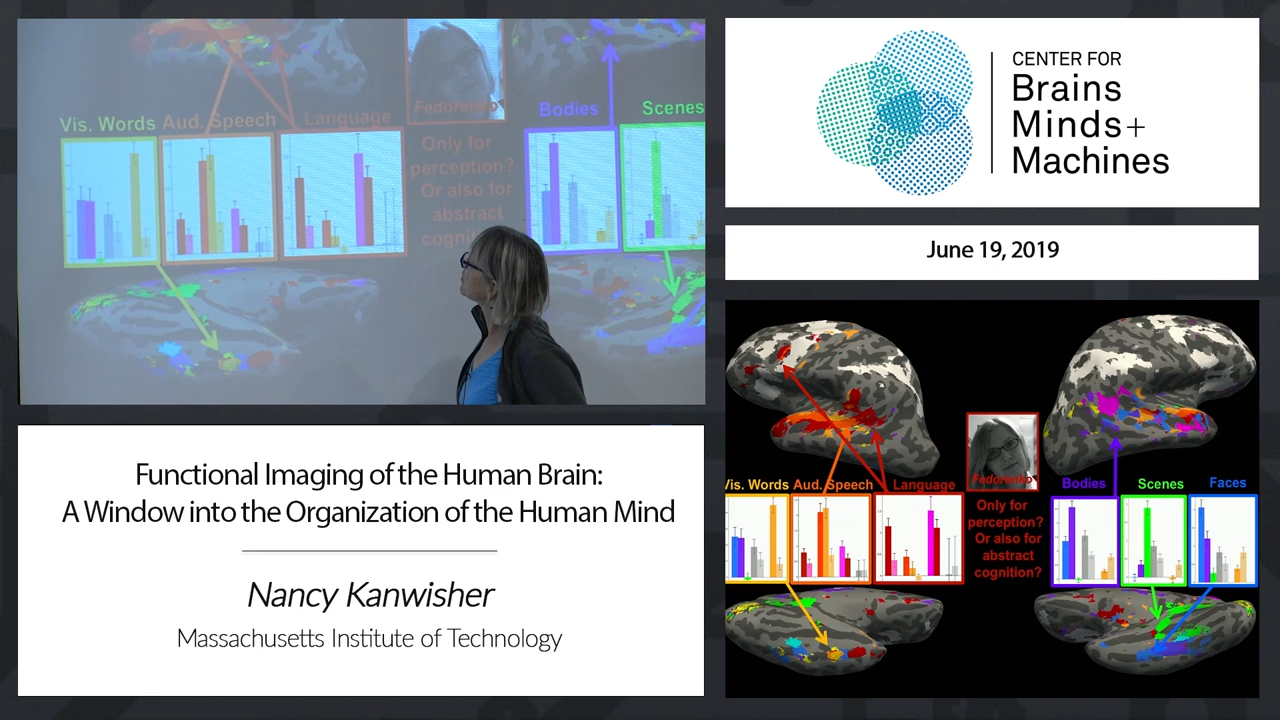 Vis. Words Aud. Speech Language Fedorenko Bodies Scenes
Only for
perception?
Or also for
abstract
CENTER FOR
Brains
Minds+
Machines
June 19, 2019
Functional Imaging of the Human Brain:
A Window into the Organization of the Human Mind
Nancy Kanwisher
Massachusetts Institute of Technology
Fedorenko
Vis. Words Aud. Speech Language Bodies Scenes Faces
Only for
perception?
Or also for
abstract
cognition?